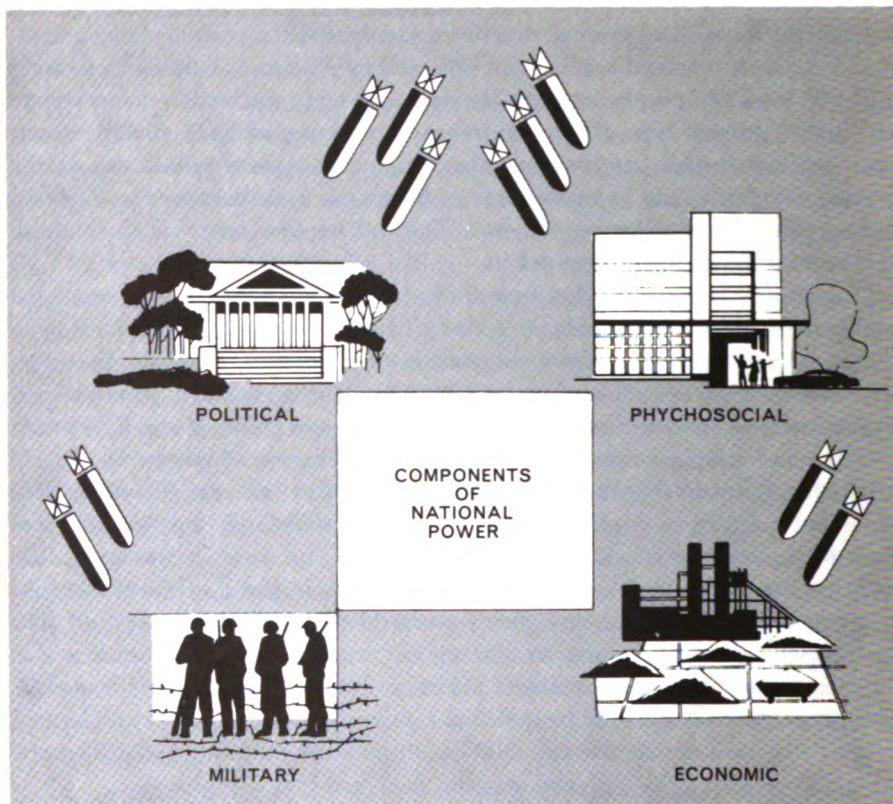 POLITICAL
PHYCHOSOCIAL
COMPONENTS
OF
NATIONAL
POWER
MILITARY
ECONOMIC